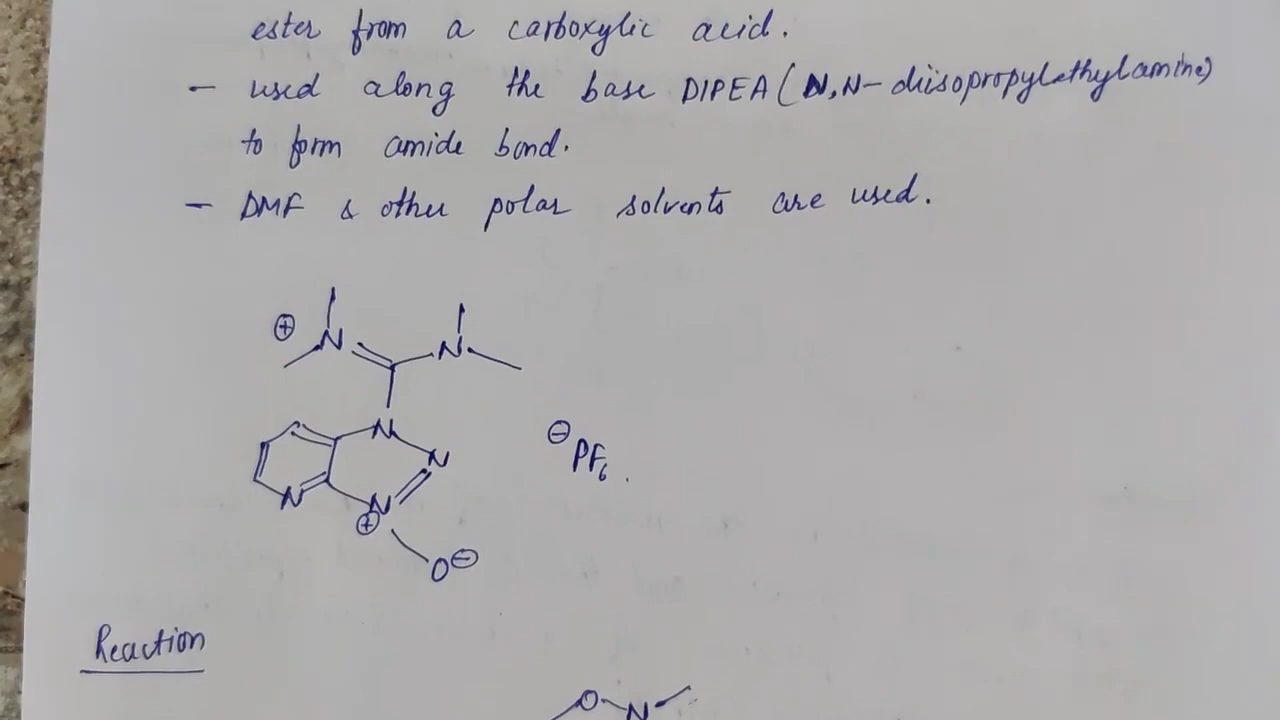 ester from a carboxylic acid.
- used along the base DIPEA (N,N-diisopropylethylamine)
to form amide bond.
- DMF & other polar solvents are used.
⊕ N N
N
N
N N
⊕
O⊖
⊖PF6.
Reaction
O N